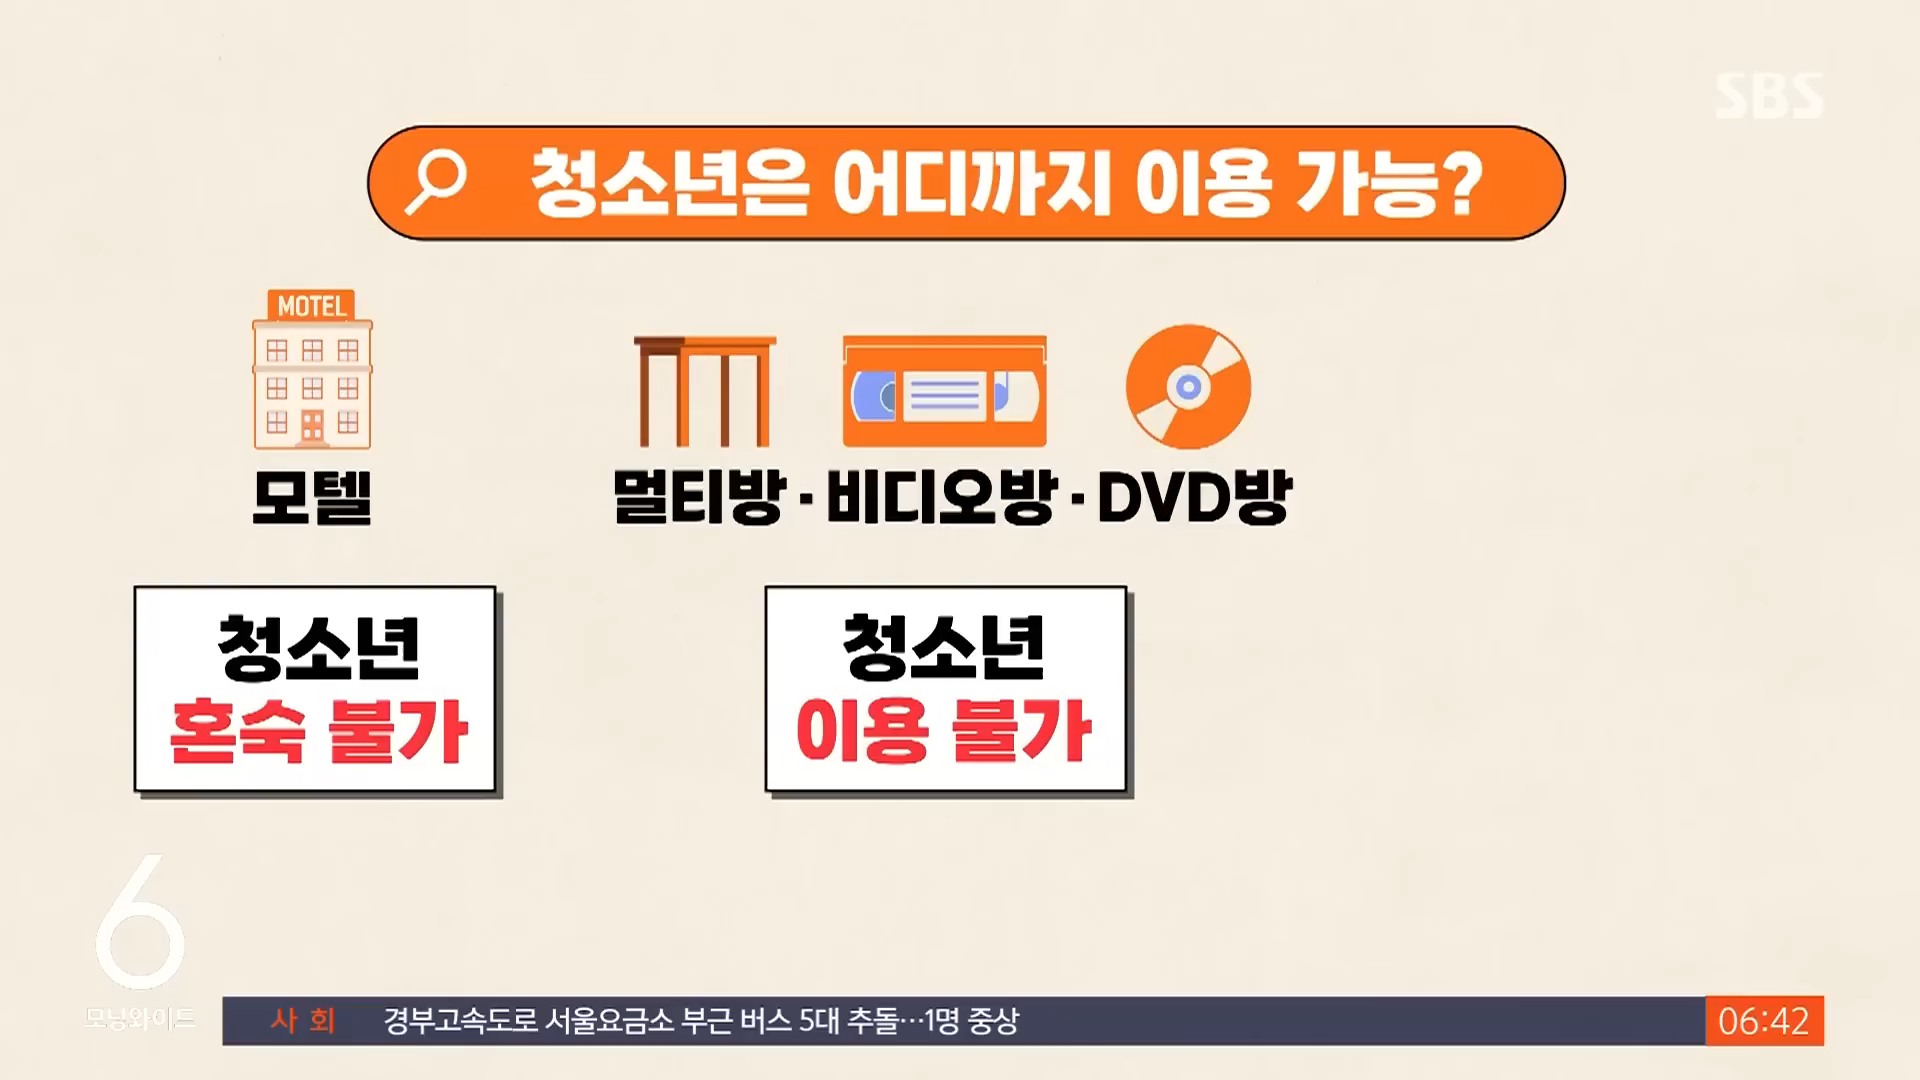 SBS
청소년은 어디까지 이용 가능?
MOTEL
모텔
멀티방·비디오방·DVD방
청소년
혼숙 불가
청소년
이용 불가
6
모닝와이드
사회 경부고속도로 서울요금소 부근 버스 5대 추돌…1명 중상 06:42